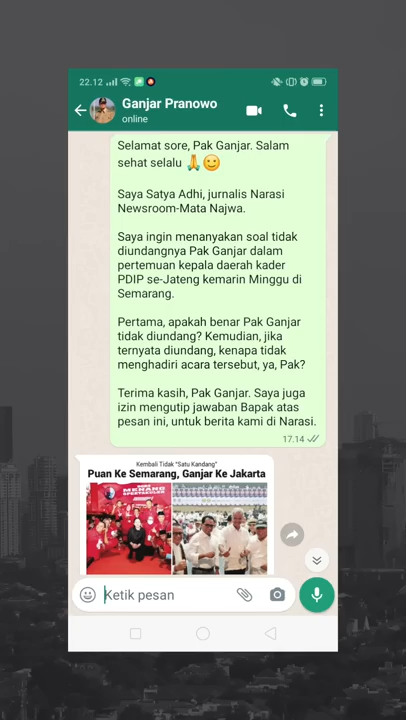 22.12
Ganjar Pranowo
online
Selamat sore, Pak Ganjar. Salam
sehat selalu 🙏🙂
Saya Satya Adhi, jurnalis Narasi
Newsroom-Mata Najwa.
Saya ingin menanyakan soal tidak
diundangnya Pak Ganjar dalam
pertemuan kepala daerah kader
PDIP se-Jateng kemarin Minggu di
Semarang.
Pertama, apakah benar Pak Ganjar
tidak diundang? Kemudian, jika
ternyata diundang, kenapa tidak
menghadiri acara tersebut, ya, Pak?
Terima kasih, Pak Ganjar. Saya juga
izin mengutip jawaban Bapak atas
pesan ini, untuk berita kami di Narasi.
17.14
Kembali Tidak "Satu Kandang"
Puan Ke Semarang, Ganjar Ke Jakarta
MENANG
SPEKTAKULER
Ketik pesan